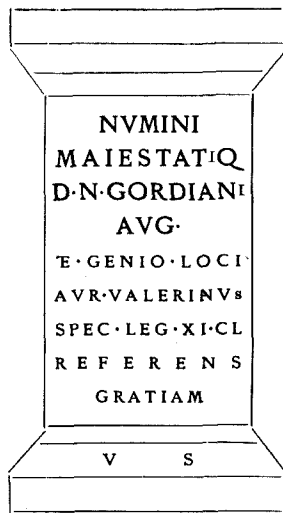 NVMINI
MAIESTATIQ
D·N·GORDIANI
AVG·
E·GENIO·LOCI
AVR·VALERINVS
SPEC·LEG·XI·CL
REFERENS
GRATIAM
V S